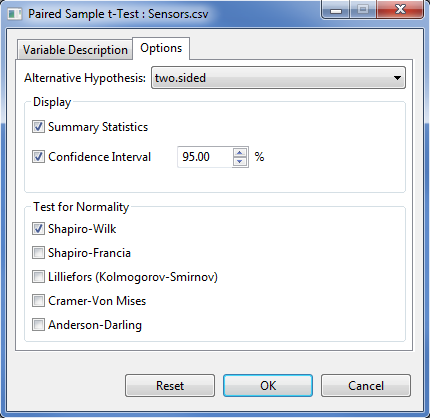 Paired Sample t-Test : Sensors.csv
Variable Description Options
Alternative Hypothesis: two.sided
Display
Summary Statistics
Confidence Interval 95.00 %
Test for Normality
Shapiro-Wilk
Shapiro-Francia
Lilliefors (Kolmogorov-Smirnov)
Cramer-Von Mises
Anderson-Darling
Reset OK Cancel